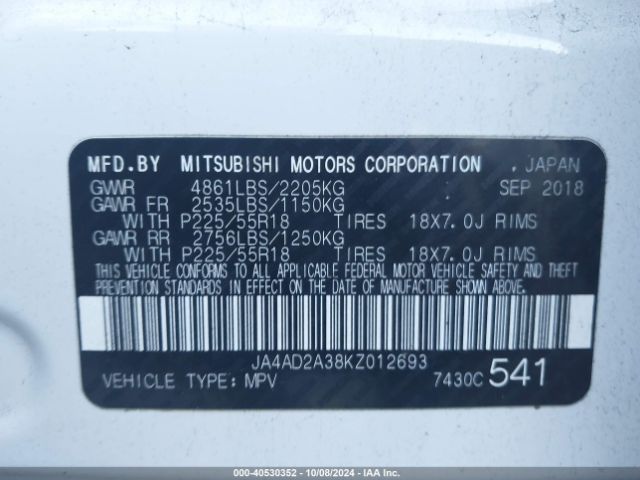 MFD.BY MITSUBISHI MOTORS CORPORATION , JAPAN
GVWR 4861LBS/2205KG SEP 2018
GAWR FR 2535LBS/1150KG
WITH P225/55R18 TIRES 18X7.0J RIMS
GAWR RR 2756LBS/1250KG
WITH P225/55R18 TIRES 18X7.0J RIMS
THIS VEHICLE CONFORMS TO ALL APPLICABLE FEDERAL MOTOR VEHICLE SAFETY AND THEFT
PREVENTION STANDARDS IN EFFECT ON THE DATE OF MANUFACTURE SHOWN ABOVE.
JA4AD2A38KZ012693
VEHICLE TYPE: MPV 7430C 541
000-40530352 - 10/08/2024 - IAAI.COM